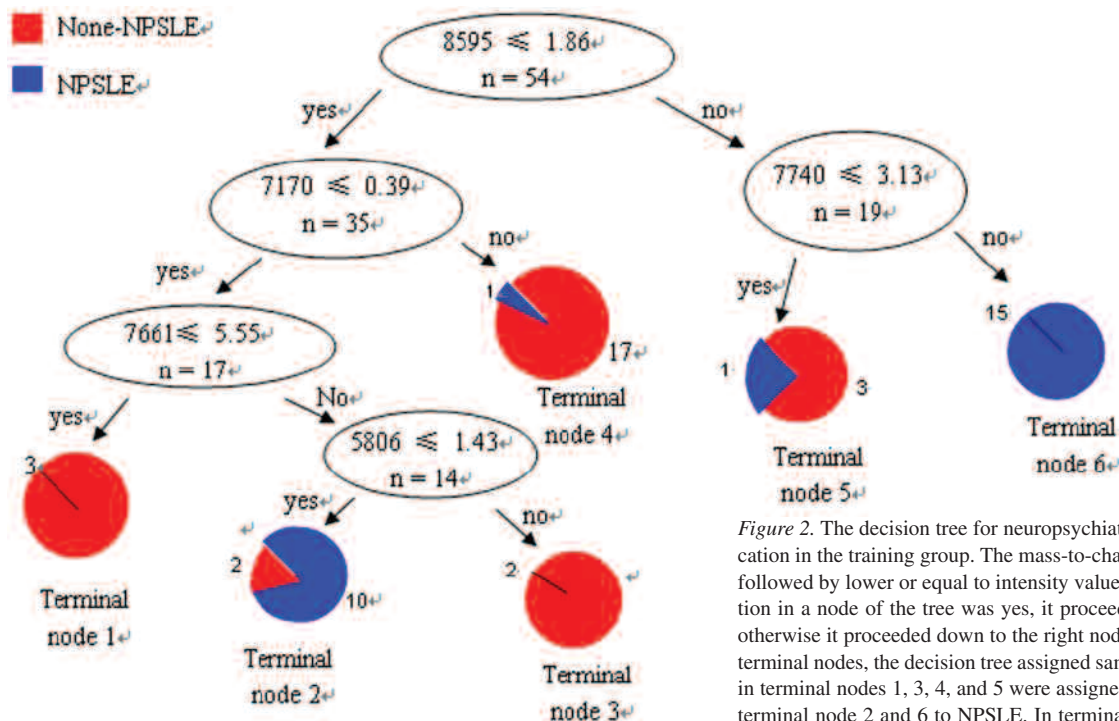 None-NPSLE↵
NPSLE↵
8595 ≤ 1.86↵
n = 54↵
yes↵
no↵
7170 ≤ 0.39↵
n = 35↵
7740 ≤ 3.13↵
n = 19↵
yes↵
no↵
yes↵
no↵
7661≤ 5.55↵
n = 17↵
1
17↵
Terminal
node 4↵
1
3
Terminal
node 5↵
15
Terminal
node 6↵
yes↵
No↵
5806 ≤ 1.43↵
n = 14↵
3
Terminal
node 1↵
yes↵
no↵
↵
2
10↵
Terminal
node 2↵
2
↵
Terminal
node 3↵
Figure 2. The decision tree for neuropsychiat
cation in the training group. The mass-to-cha
followed by lower or equal to intensity value
tion in a node of the tree was yes, it proceed
otherwise it proceeded down to the right nod
terminal nodes, the decision tree assigned sam
in terminal nodes 1, 3, 4, and 5 were assigne
terminal node 2 and 6 to NPSLE. In termina